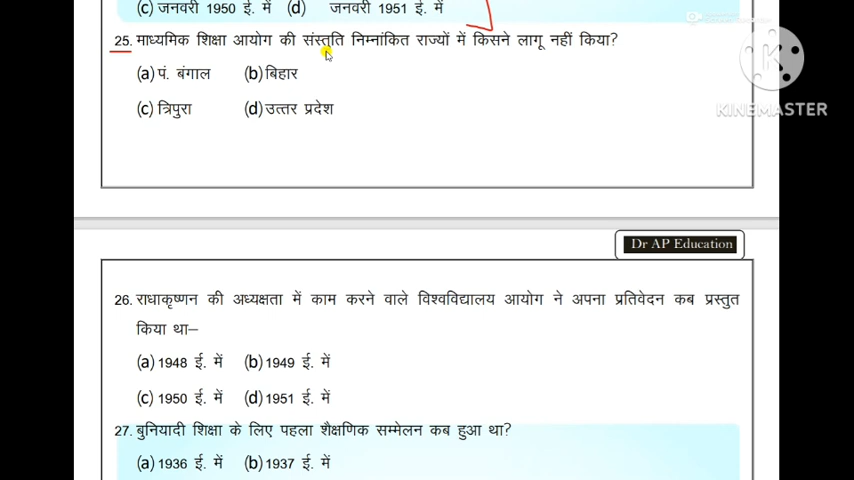 (c) जनवरी 1950 ई. में (d) जनवरी 1951 ई. में
25. माध्यमिक शिक्षा आयोग की संस्तुति निम्नांकित राज्यों में किसने लागू नहीं किया?
(a) पं. बंगाल (b) बिहार
(c) त्रिपुरा (d) उत्तर प्रदेश
KINEMASTER
Dr AP Education
26. राधाकृष्णन की अध्यक्षता में काम करने वाले विश्वविद्यालय आयोग ने अपना प्रतिवेदन कब प्रस्तुत
किया था–
(a) 1948 ई. में (b) 1949 ई. में
(c) 1950 ई. में (d) 1951 ई. में
27. बुनियादी शिक्षा के लिए पहला शैक्षणिक सम्मेलन कब हुआ था?
(a) 1936 ई. में (b) 1937 ई. में